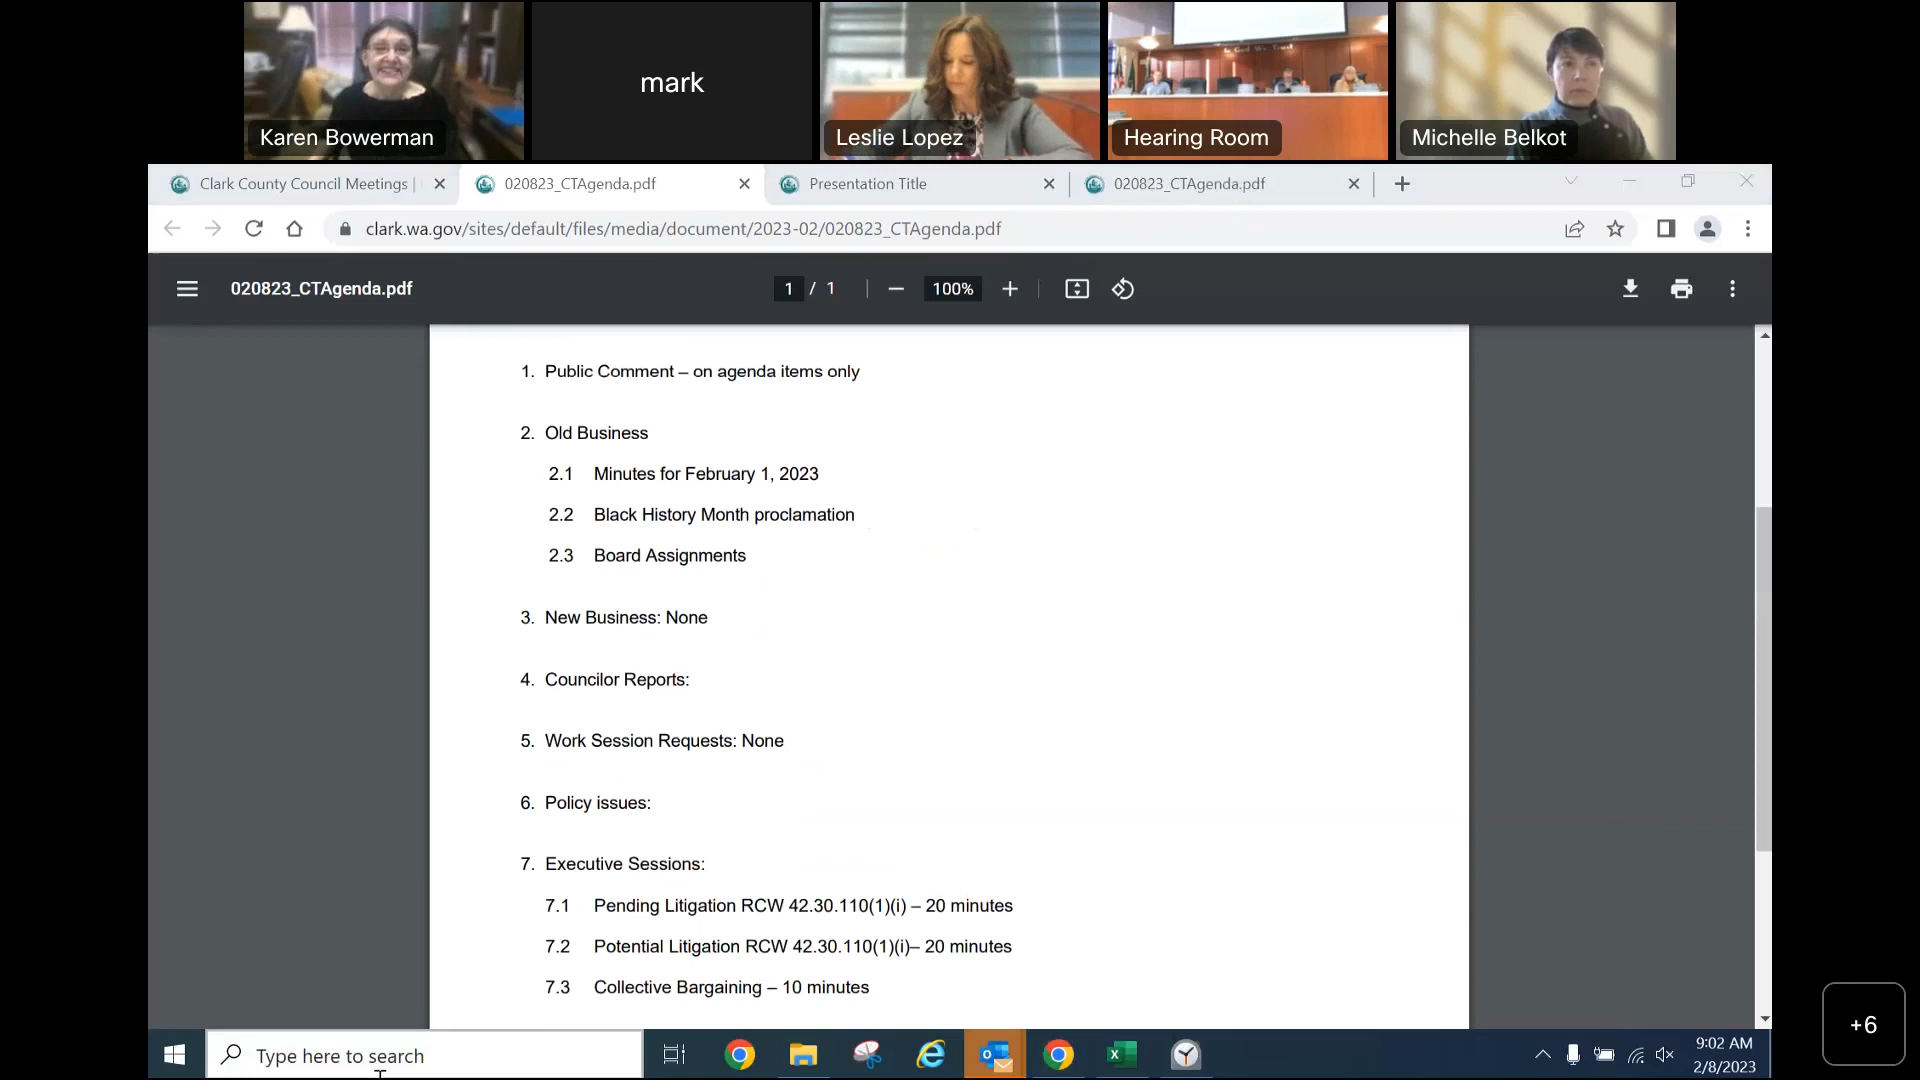 Karen Bowerman
mark
Leslie Lopez
In God We Trust
Hearing Room
Michelle Belkot
Clark County Council Meetings |
020823_CTAgenda.pdf
Presentation Title
020823_CTAgenda.pdf
clark.wa.gov/sites/default/files/media/document/2023-02/020823_CTAgenda.pdf
020823_CTAgenda.pdf
1 / 1
100%
1. Public Comment – on agenda items only
2. Old Business
2.1 Minutes for February 1, 2023
2.2 Black History Month proclamation
2.3 Board Assignments
3. New Business: None
4. Councilor Reports:
5. Work Session Requests: None
6. Policy issues:
7. Executive Sessions:
7.1 Pending Litigation RCW 42.30.110(1)(i) – 20 minutes
7.2 Potential Litigation RCW 42.30.110(1)(i)– 20 minutes
7.3 Collective Bargaining – 10 minutes
+6
Type here to search
9:02 AM
2/8/2023